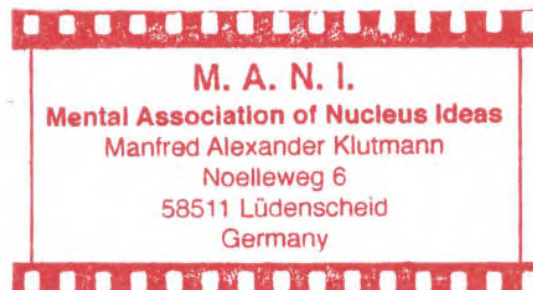 M. A. N. I.
Mental Association of Nucleus Ideas
Manfred Alexander Klutmann
Noelleweg 6
58511 Lüdenscheid
Germany